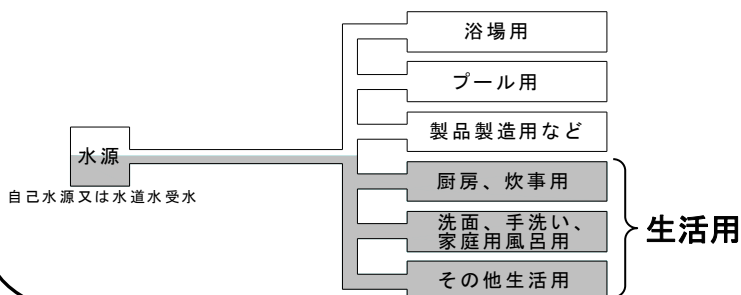 浴場用
プール用
製品製造用など
水源
自己水源又は水道水受水
厨房、炊事用
洗面、手洗い、
家庭用風呂用
その他生活用
生活用